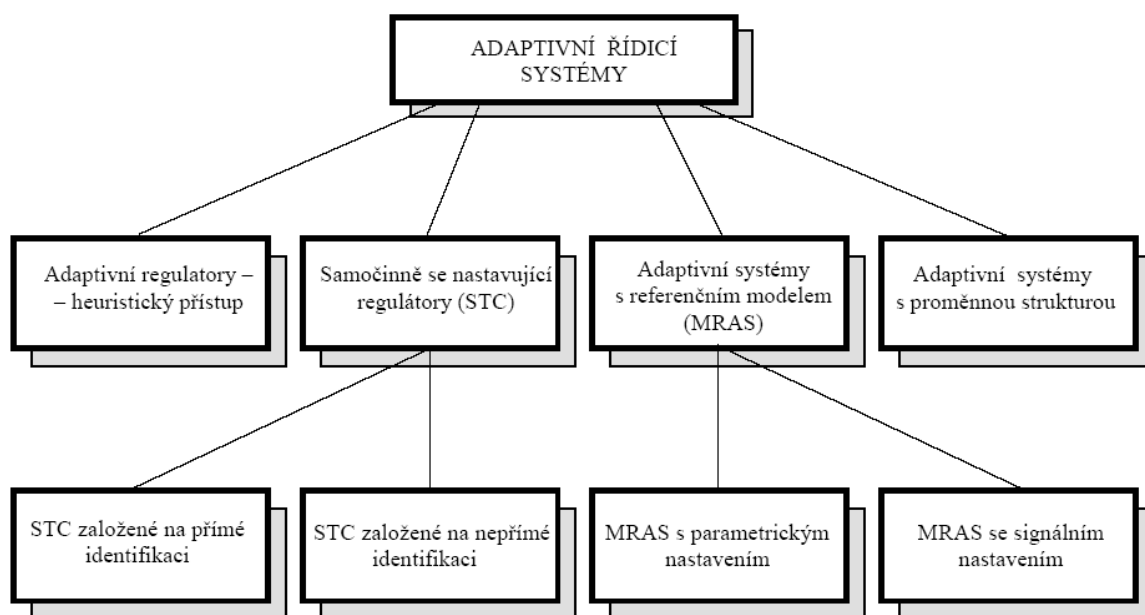 ADAPTIVNÍ ŘÍDICÍ
SYSTÉMY
Adaptivní regulatory –
– heuristický přístup
Samočinně se nastavující
regulátory (STC)
Adaptivní systémy
s referenčním modelem
(MRAS)
Adaptivní systémy
s proměnnou strukturou
STC založené na přímé
identifikaci
STC založené na nepřímé
identifikaci
MRAS s parametrickým
nastavením
MRAS se signálním
nastavením